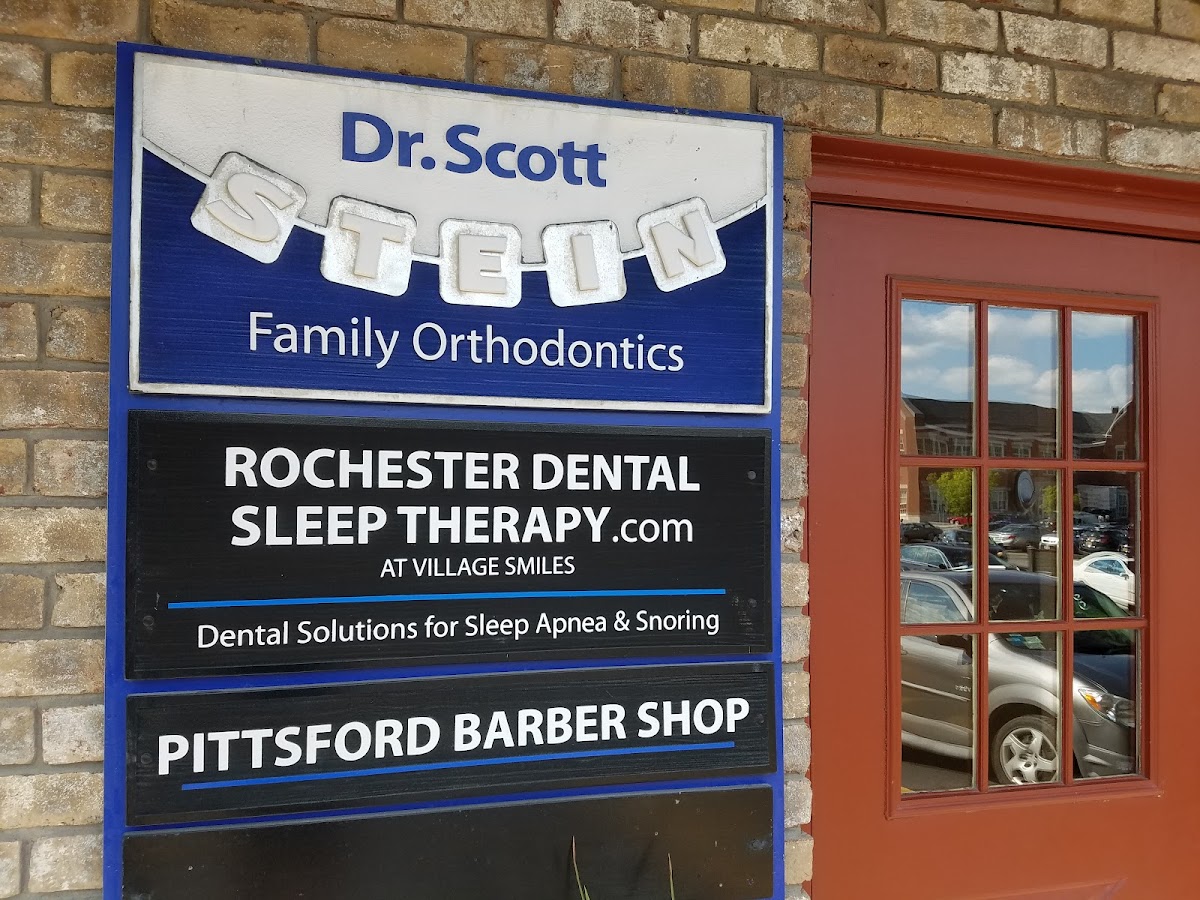 Dr. Scott
STEIN
Family Orthodontics
ROCHESTER DENTAL
SLEEP THERAPY.com
AT VILLAGE SMILES
Dental Solutions for Sleep Apnea & Snoring
PITTSFORD BARBER SHOP